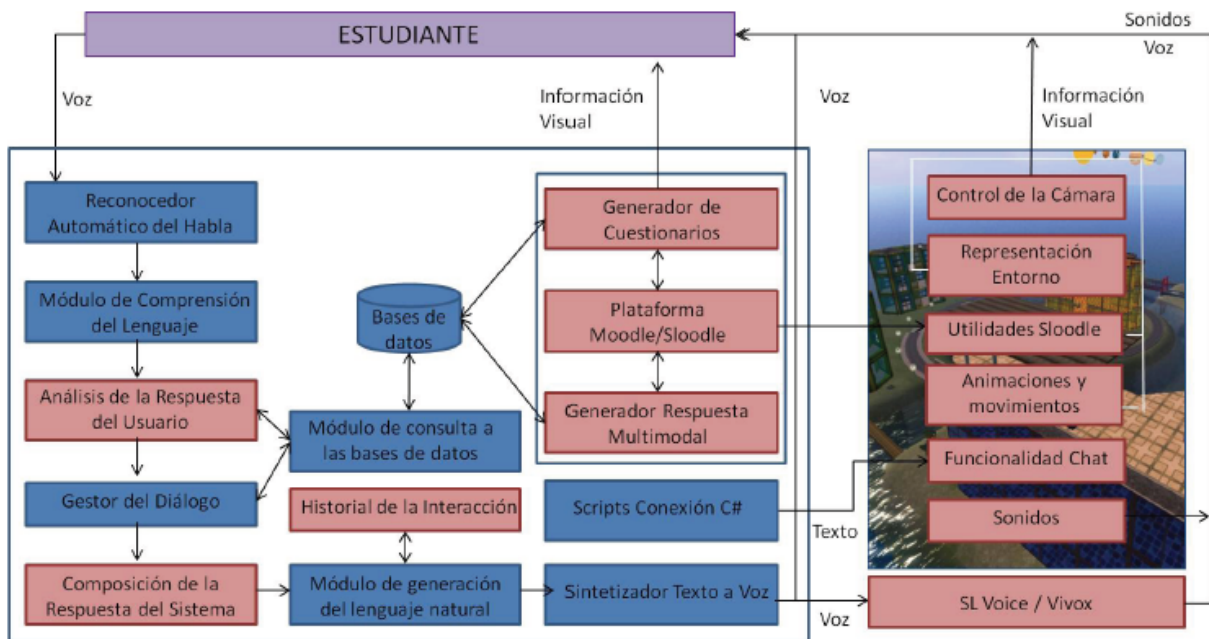 ESTUDIANTE
Sonidos
Voz
Voz
Información
Visual
Voz
Información
Visual
Reconocedor
Automático del Habla
Módulo de Comprensión
del Lenguaje
Análisis de la Respuesta
del Usuario
Gestor del Diálogo
Composición de la
Respuesta del Sistema
Bases de
datos
Módulo de consulta a
las bases de datos
Historial de la Interacción
Módulo de generación
del lenguaje natural
Generador de
Cuestionarios
Plataforma
Moodle/Sloodle
Generador Respuesta
Multimodal
Scripts Conexión C#
Sintetizador Texto a Voz
Texto
Voz
Control de la Cámara
Representación
Entorno
Utilidades Sloodle
Animaciones y
movimientos
Funcionalidad Chat
Sonidos
SL Voice / Vivox